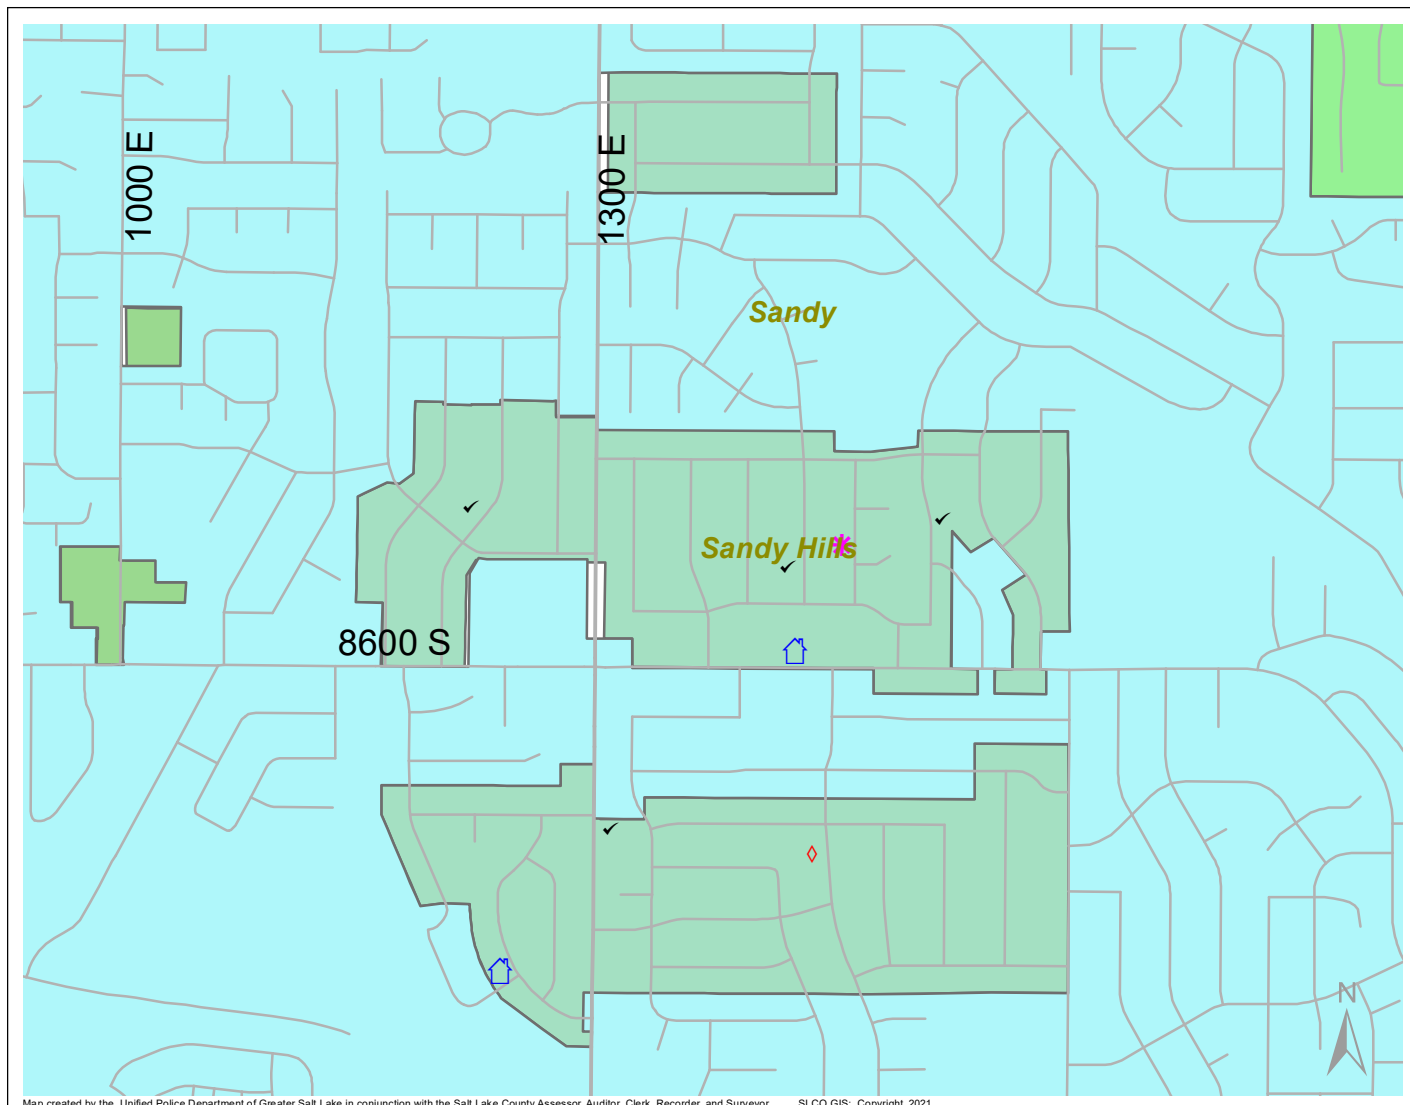 1000 E
1300 E
Sandy
Sandy Hills
8600 S
N
Map created by the Unified Police Department of Greater Salt Lake in conjunction with the Salt Lake County Assessor, Auditor, Clerk, Recorder, and Surveyor. SLCO GIS: Copyright 2021